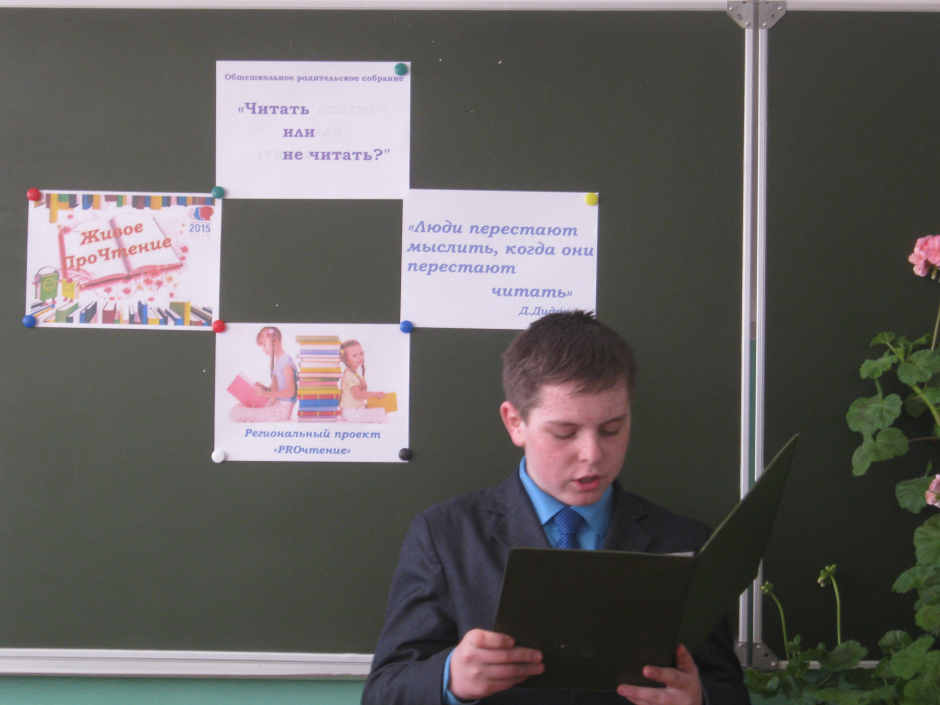 Общешкольное родительское собрание
«Читать
или
не читать?"
2015
Живое
ПроЧтение
«Люди перестают
мыслить, когда они
перестают
читать»
Региональный проект
«PROчтение»